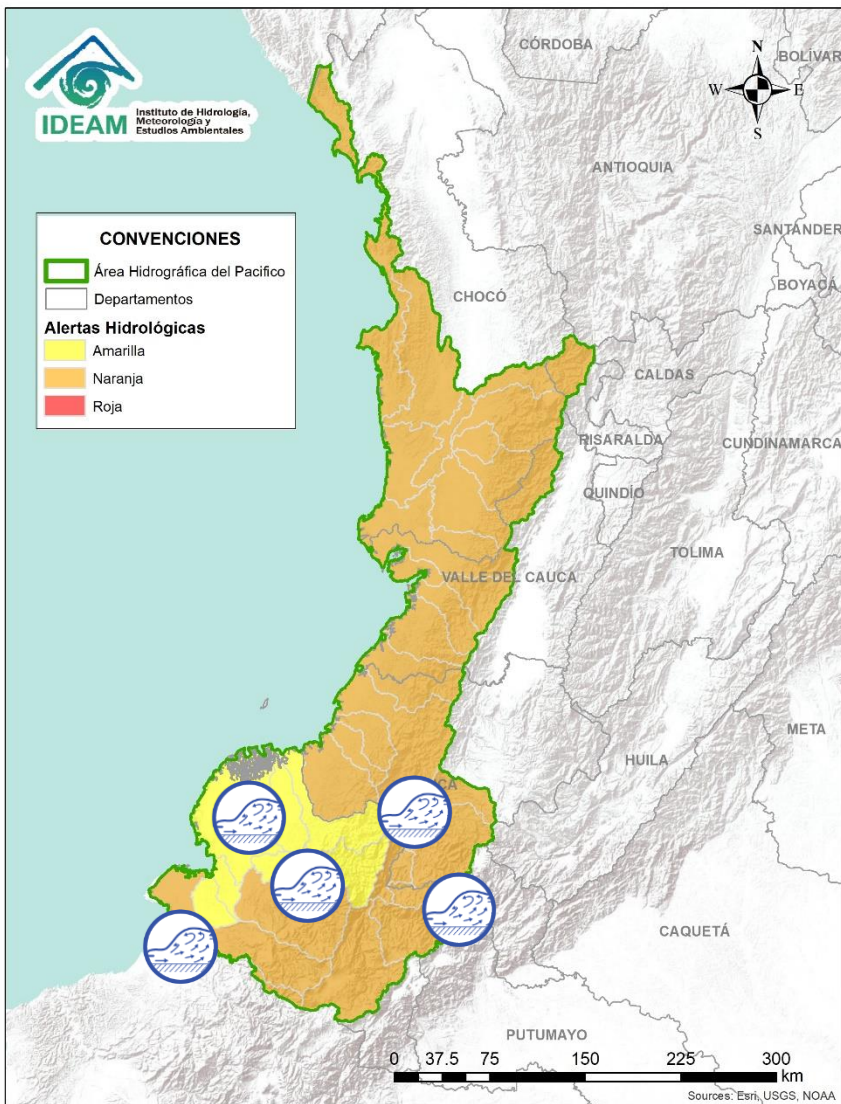 IDEAM
Instituto de Hidrología,
Meteorología y
Estudios Ambientales
CÓRDOBA
BOLÍVAR
N
W
E
S
ANTIOQUIA
SANTANDER
BOYACÁ
CONVENCIONES
Área Hidrográfica del Pacifico
Departamentos
Alertas Hidrológicas
Amarilla
Naranja
Roja
CHOCÓ
CALDAS
RISARALDA
CUNDINAMARCA
QUINDÍO
TOLIMA
VALLE DEL CAUCA
META
HUILA
CAQUETÁ
PUTUMAYO
0 37.5 75 150 225 300
km
Sources: Esri, USGS, NOAA